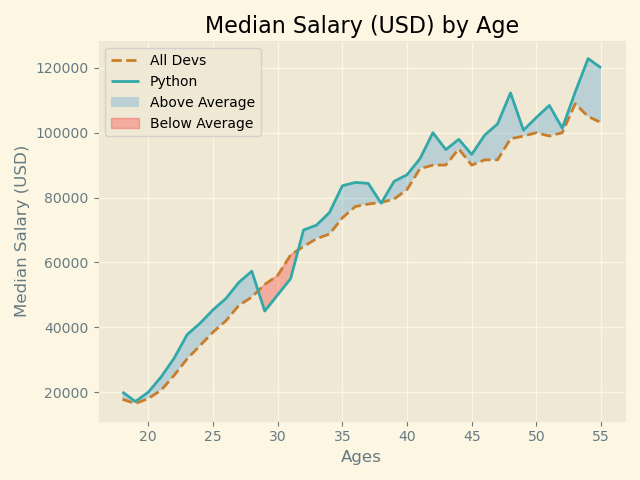 Median Salary (USD) by Age
All Devs
Python
Above Average
Below Average
Median Salary (USD)
120000
100000
80000
60000
40000
20000
20 25 30 35 40 45 50 55
Ages